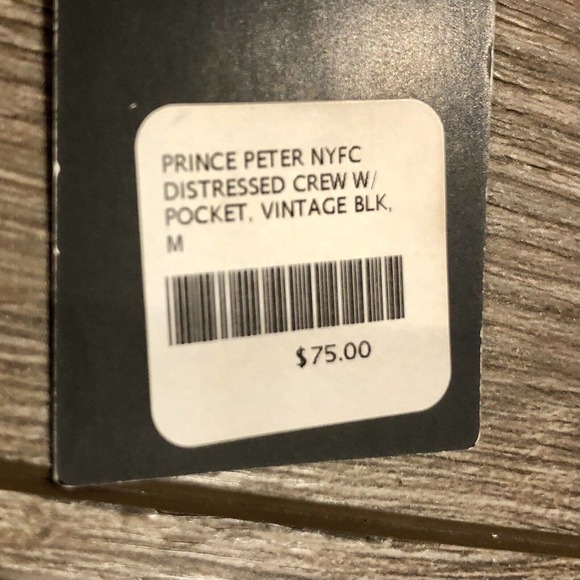 PRINCE PETER NYFC
DISTRESSED CREW W/
POCKET, VINTAGE BLK,
M
$75.00